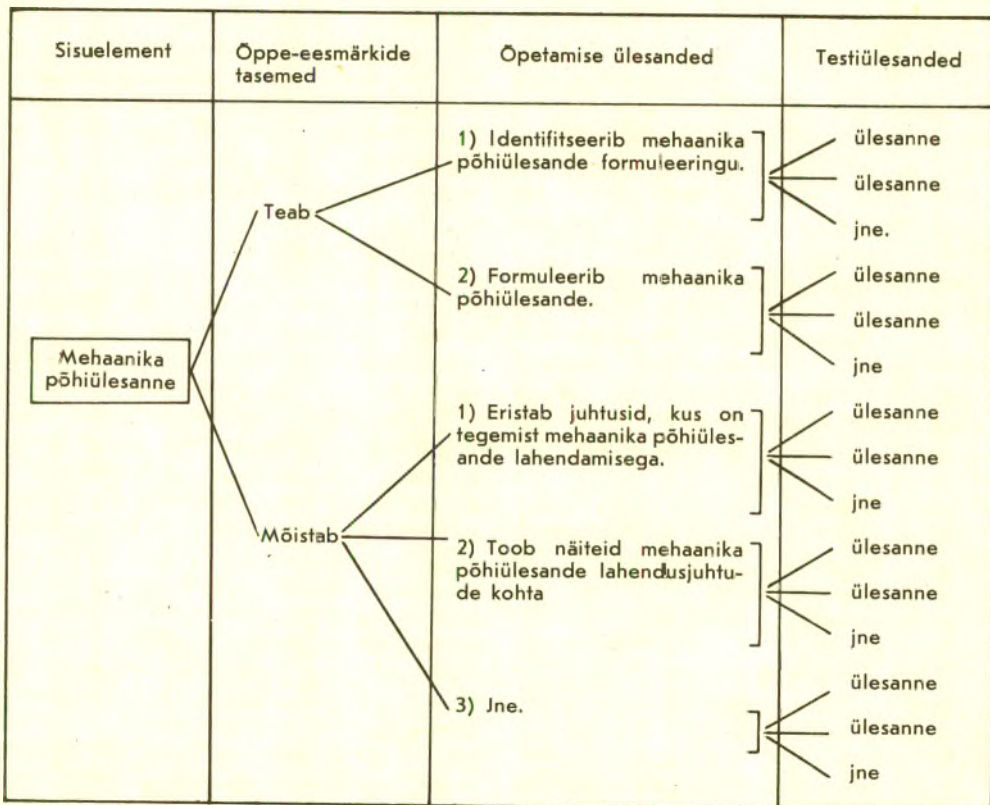 Sisuelement
Õppe-eesmärkide
tasemed
Õpetamise ülesanded
Testiülesanded
Mehaanika
põhiülesanne
Teab
Mõistab
1) Identifitseerib mehaanika
põhiülesande formuleeringu.
2) Formuleerib mehaanika
põhiülesande.
1) Eristab juhtusid, kus on
tegemist mehaanika põhiüles-
ande lahendamisega.
2) Toob näiteid mehaanika
põhiülesande lahendusjuhtu-
de kohta
3) Jne.
ülesanne
ülesanne
jne.
ülesanne
ülesanne
jne
ülesanne
ülesanne
jne
ülesanne
ülesanne
jne
ülesanne
ülesanne
jne